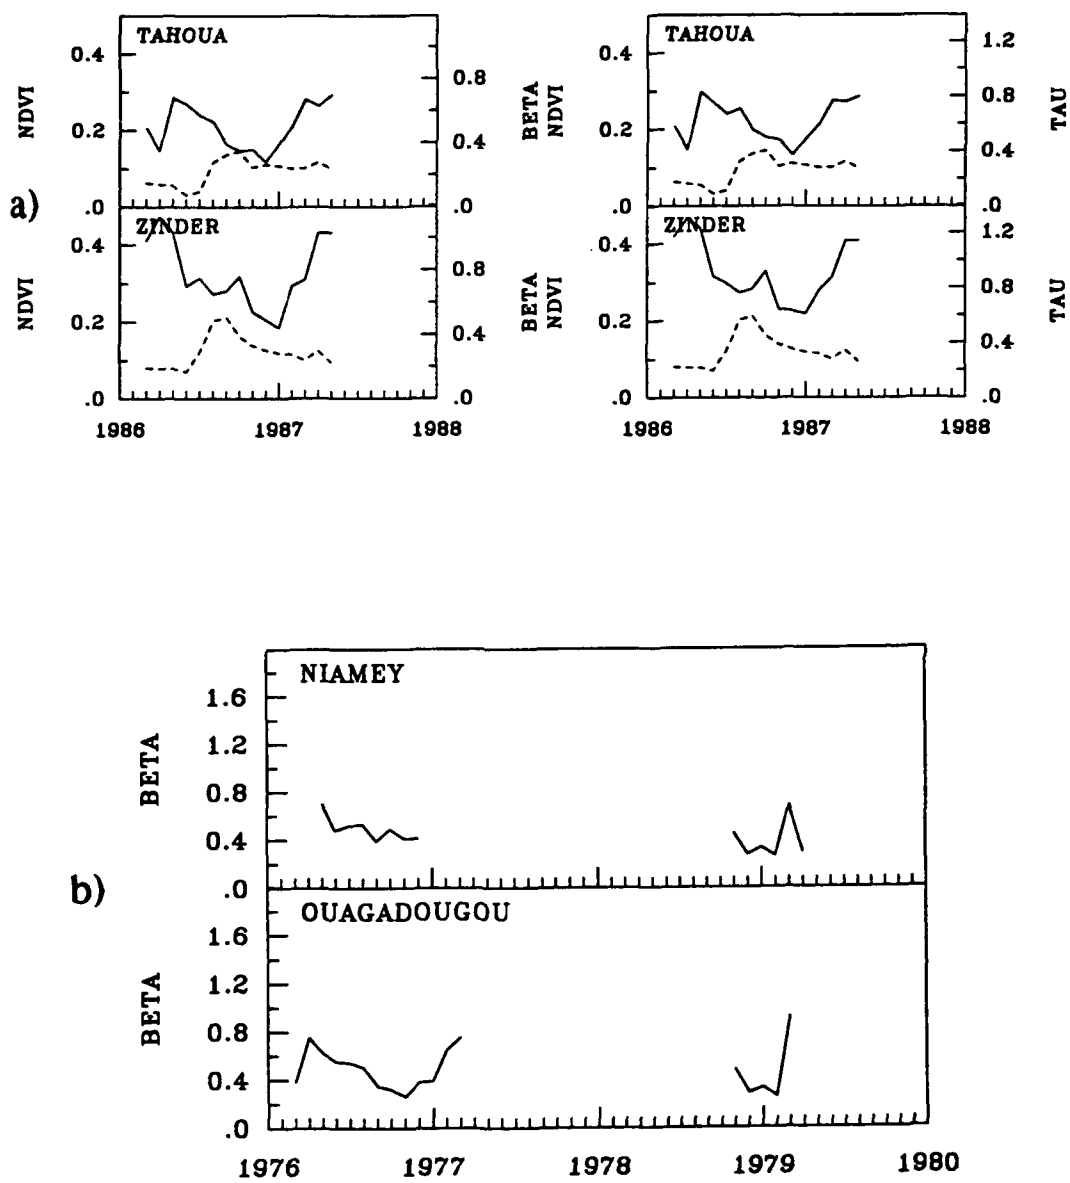 TAHOUA
0.4
0.2
.0
NDVI
0.8
0.4
.0
BETA
ZINDER
0.4
0.2
.0
NDVI
0.8
0.4
.0
BETA
1986
1987
1988
TAHOUA
0.4
0.2
.0
NDVI
1.2
0.8
0.4
.0
TAU
ZINDER
0.4
0.2
.0
NDVI
1.2
0.8
0.4
.0
TAU
1986
1987
1988
a)
NIAMEY
1.6
1.2
0.8
0.4
.0
BETA
b)
OUAGADOUGOU
1.6
1.2
0.8
0.4
.0
BETA
1976
1977
1978
1979
1980